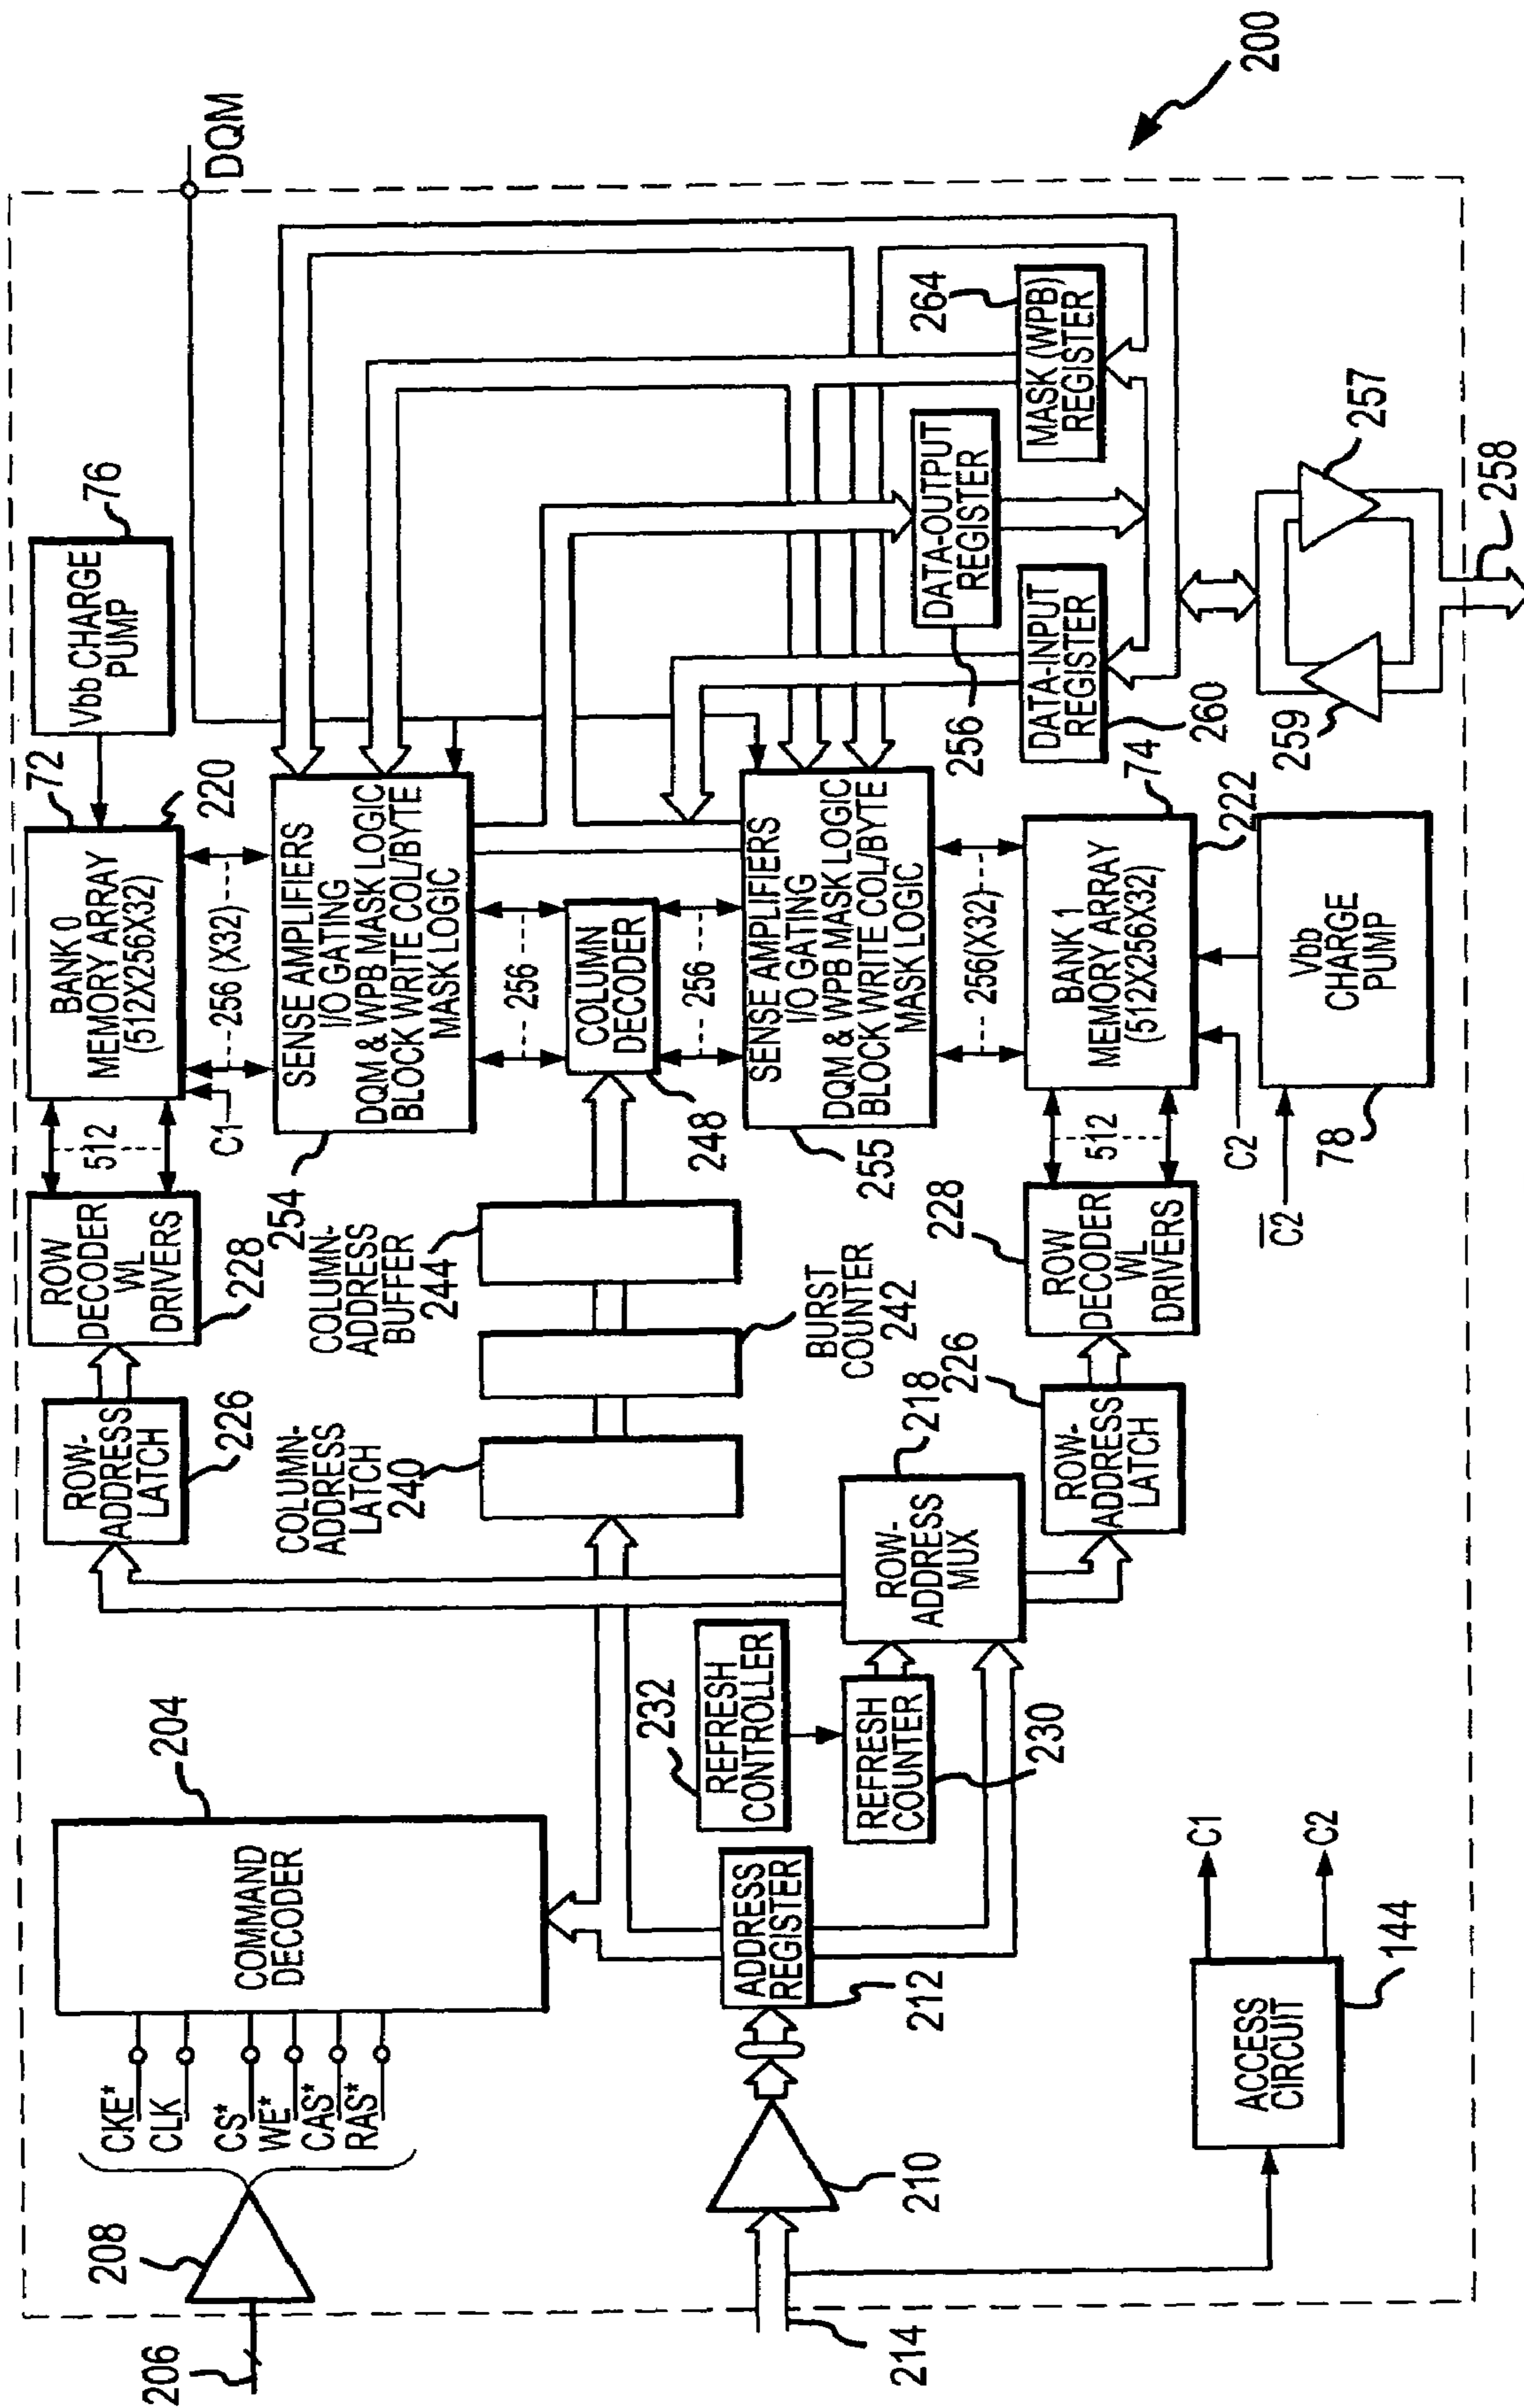 206
208
CKE*
CLK
CS*
WE*
CAS*
RAS*
COMMAND
DECODER
204
ROW-
ADDRESS
LATCH
226
ROW
DECODER
WL
DRIVERS
228
512
C1
BANK 0
MEMORY ARRAY
(512X256X32)
72
220
Vbb CHARGE
PUMP
76
DQM
256 (X32)
SENSE AMPLIFIERS
I/O GATING
DQM & WPB MASK LOGIC
BLOCK WRITE COL/BYTE
MASK LOGIC
254
COLUMN-
ADDRESS
LATCH
240
COLUMN-
ADDRESS
BUFFER
244
BURST
COUNTER
242
256
COLUMN
DECODER
248
256
SENSE AMPLIFIERS
I/O GATING
DQM & WPB MASK LOGIC
BLOCK WRITE COL/BYTE
MASK LOGIC
255
214
210
ADDRESS
REGISTER
212
REFRESH
CONTROLLER
232
REFRESH
COUNTER
230
ROW-
ADDRESS
MUX
218
ROW-
ADDRESS
LATCH
226
ROW
DECODER
WL
DRIVERS
228
512
256(X32)
BANK 1
MEMORY ARRAY
(512X256X32)
74
222
C2
C2
Vbb
CHARGE
PUMP
78
DATA-OUTPUT
REGISTER
256
DATA-INPUT
REGISTER
260
MASK (WPB)
REGISTER
264
257
259
258
ACCESS
CIRCUIT
144
C1
C2
200